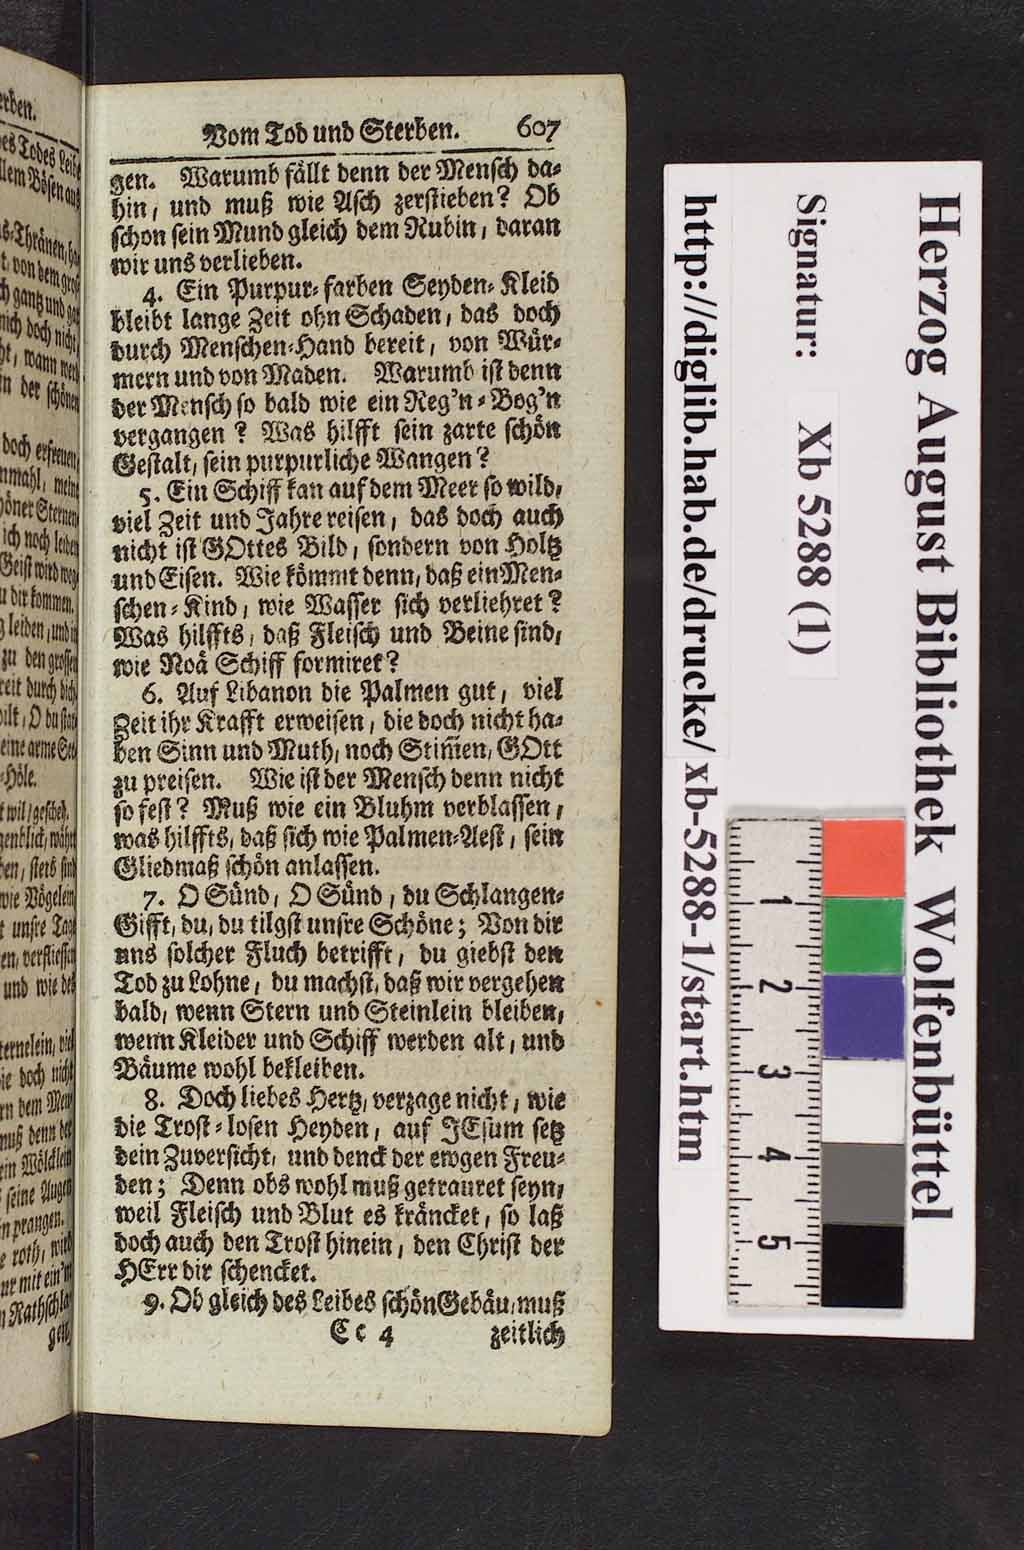 Vom Tod und Sterben. 607
gen. Warumb fällt denn der Mensch da-
hin, und muß wie Asch zerstieben? Ob
schon sein Mund gleich dem Rubin, daran
wir uns verlieben.
4. Ein Purpur-farben Seyden-Kleid
bleibt lange Zeit ohn Schaden, das doch
durch Menschen-Hand bereit, von Wür-
mern und von Maden. Warumb ist denn
der Mensch so bald wie ein Reg'n-Bog'n
vergangen? Was hilfft sein zarte schön
Gestalt, sein purpurliche Wangen?
5. Ein Schiff kan auf dem Meer so wild,
viel Zeit und Jahre reisen, das doch auch
nicht ist GOttes Bild, sondern von Holtz
und Eisen. Wie kömmt denn, daß ein Men-
schen-Kind, wie Wasser sich verliehret?
Was hilffts, daß Fleisch und Beine sind,
wie Noä Schiff formiret?
6. Auf Libanon die Palmen gut, viel
Zeit ihr Krafft erweisen, die doch nicht ha-
ben Sinn und Muth, noch Stim̃en, GOtt
zu preisen. Wie ist der Mensch denn nicht
so fest? Muß wie ein Bluhm verblassen,
was hilffts, daß sich wie Palmen-Aest, sein
Gliedmaß schön anlassen.
7. O Sünd, O Sünd, du Schlangen-
Gifft, du, du tilgst unsre Schöne; Von dir
uns solcher Fluch betrifft, du giebst den
Tod zu Lohne, du machst, daß wir vergehen
bald, wenn Stern und Steinlein bleiben,
wenn Kleider und Schiff werden alt, und
Bäume wohl bekleiben.
8. Doch liebes Hertz, verzage nicht, wie
die Trost-losen Heyden, auf JEsum setz
dein Zuversicht, und denck der ewgen Freu-
den; Denn obs wohl muß getrauret seyn,
weil Fleisch und Blut es kräncket, so laß
doch auch den Trost hinein, den Christ der
HErr dir schencket.
9. Ob gleich des Leibes schön Gebäu, muß
Cc 4 zeitlich
Herzog August Bibliothek Wolfenbüttel
Signatur: Xb 5288 (1)
http://diglib.hab.de/drucke/xb-5288-1/start.htm
1
2
3
4
5